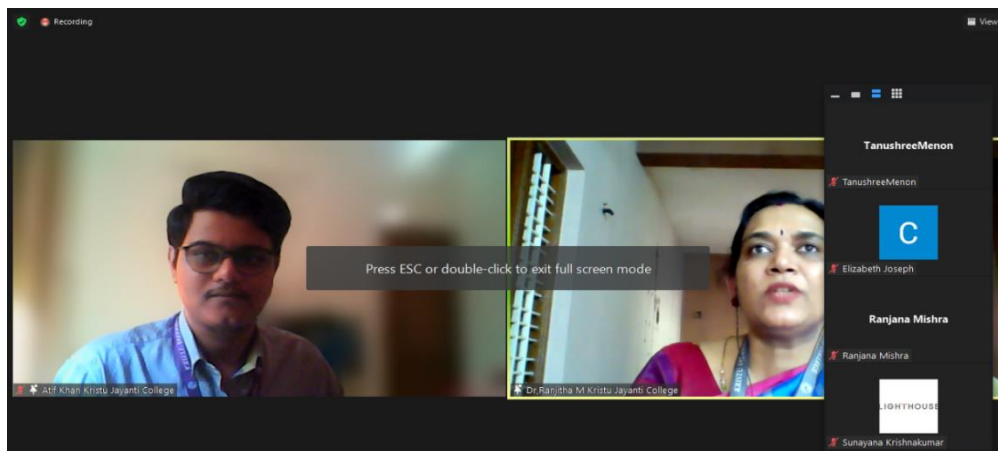 Recording
View
TanushreeMenon
TanushreeMenon
C
Elizabeth Joseph
Press ESC or double-click to exit full screen mode
Ranjana Mishra
Ranjana Mishra
Atif Khan Kristu Jayanti College
Dr.Ranjitha M Kristu Jayanti College
LIGHTHOUSE
Sunayana Krishnakumar